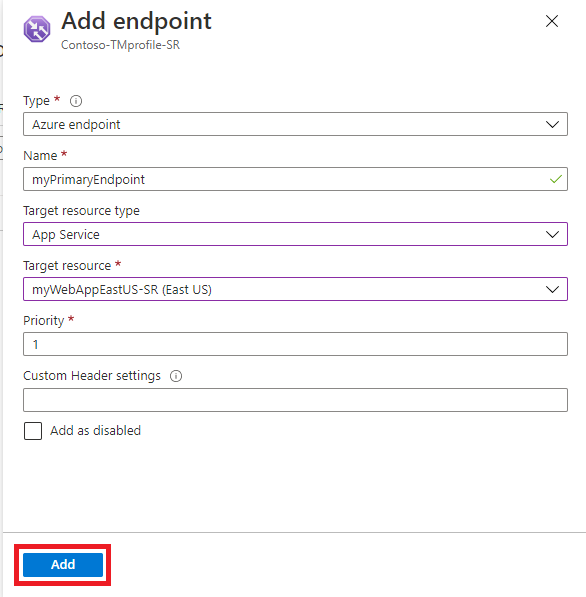 Add endpoint
Contoso-TMprofile-SR
Type *
Azure endpoint
Name *
myPrimaryEndpoint
Target resource type
App Service
Target resource *
myWebAppEastUS-SR (East US)
Priority *
1
Custom Header settings
Add as disabled
Add